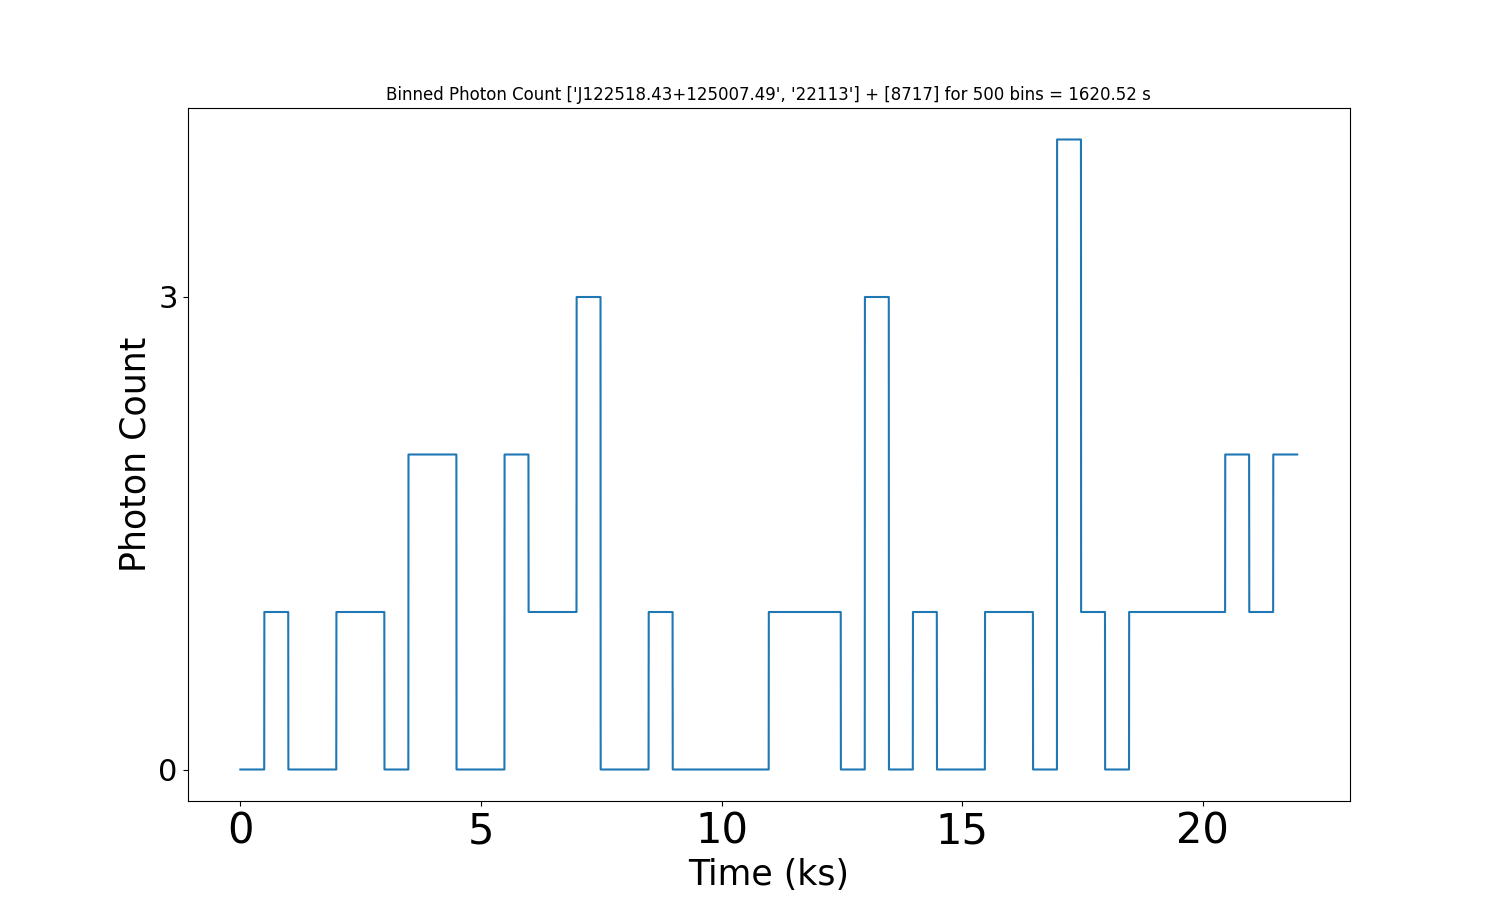 Binned Photon Count ['J122518.43+125007.49', '22113'] + [8717] for 500 bins = 1620.52 s
Photon Count
3
0
0 5 10 15 20
Time (ks)